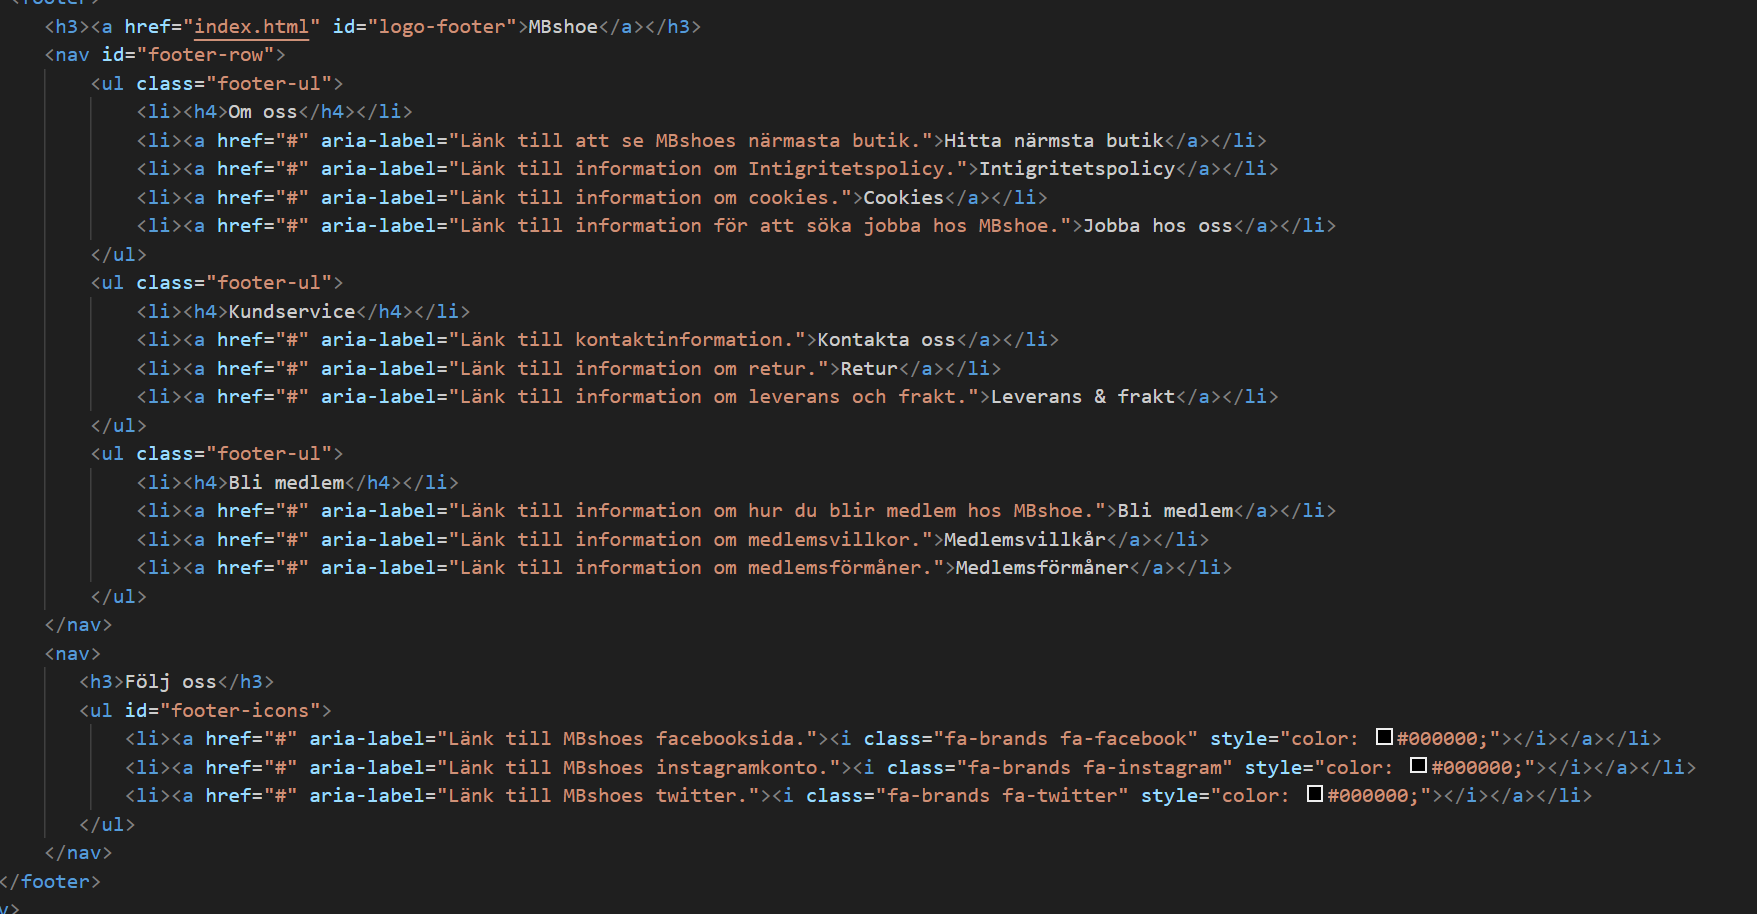 <footer>
<h3><a href="index.html" id="logo-footer">MBshoe</a></h3>
<nav id="footer-row">
<ul class="footer-ul">
<li><h4>Om oss</h4></li>
<li><a href="#" aria-label="Länk till att se MBshoes närmasta butik.">Hitta närmsta butik</a></li>
<li><a href="#" aria-label="Länk till information om Intigritetspolicy.">Intigritetspolicy</a></li>
<li><a href="#" aria-label="Länk till information om cookies.">Cookies</a></li>
<li><a href="#" aria-label="Länk till information för att söka jobba hos MBshoe.">Jobba hos oss</a></li>
</ul>
<ul class="footer-ul">
<li><h4>Kundservice</h4></li>
<li><a href="#" aria-label="Länk till kontaktinformation.">Kontakta oss</a></li>
<li><a href="#" aria-label="Länk till information om retur.">Retur</a></li>
<li><a href="#" aria-label="Länk till information om leverans och frakt.">Leverans & frakt</a></li>
</ul>
<ul class="footer-ul">
<li><h4>Bli medlem</h4></li>
<li><a href="#" aria-label="Länk till information om hur du blir medlem hos MBshoe.">Bli medlem</a></li>
<li><a href="#" aria-label="Länk till information om medlemsvillkor.">Medlemsvillkår</a></li>
<li><a href="#" aria-label="Länk till information om medlemsförmåner.">Medlemsförmåner</a></li>
</ul>
</nav>
<nav>
<h3>Följ oss</h3>
<ul id="footer-icons">
<li><a href="#" aria-label="Länk till MBshoes facebooksida."><i class="fa-brands fa-facebook" style="color: #000000;"></i></a></li>
<li><a href="#" aria-label="Länk till MBshoes instagramkonto."><i class="fa-brands fa-instagram" style="color: #000000;"></i></a></li>
<li><a href="#" aria-label="Länk till MBshoes twitter."><i class="fa-brands fa-twitter" style="color: #000000;"></i></a></li>
</ul>
</nav>
</footer>